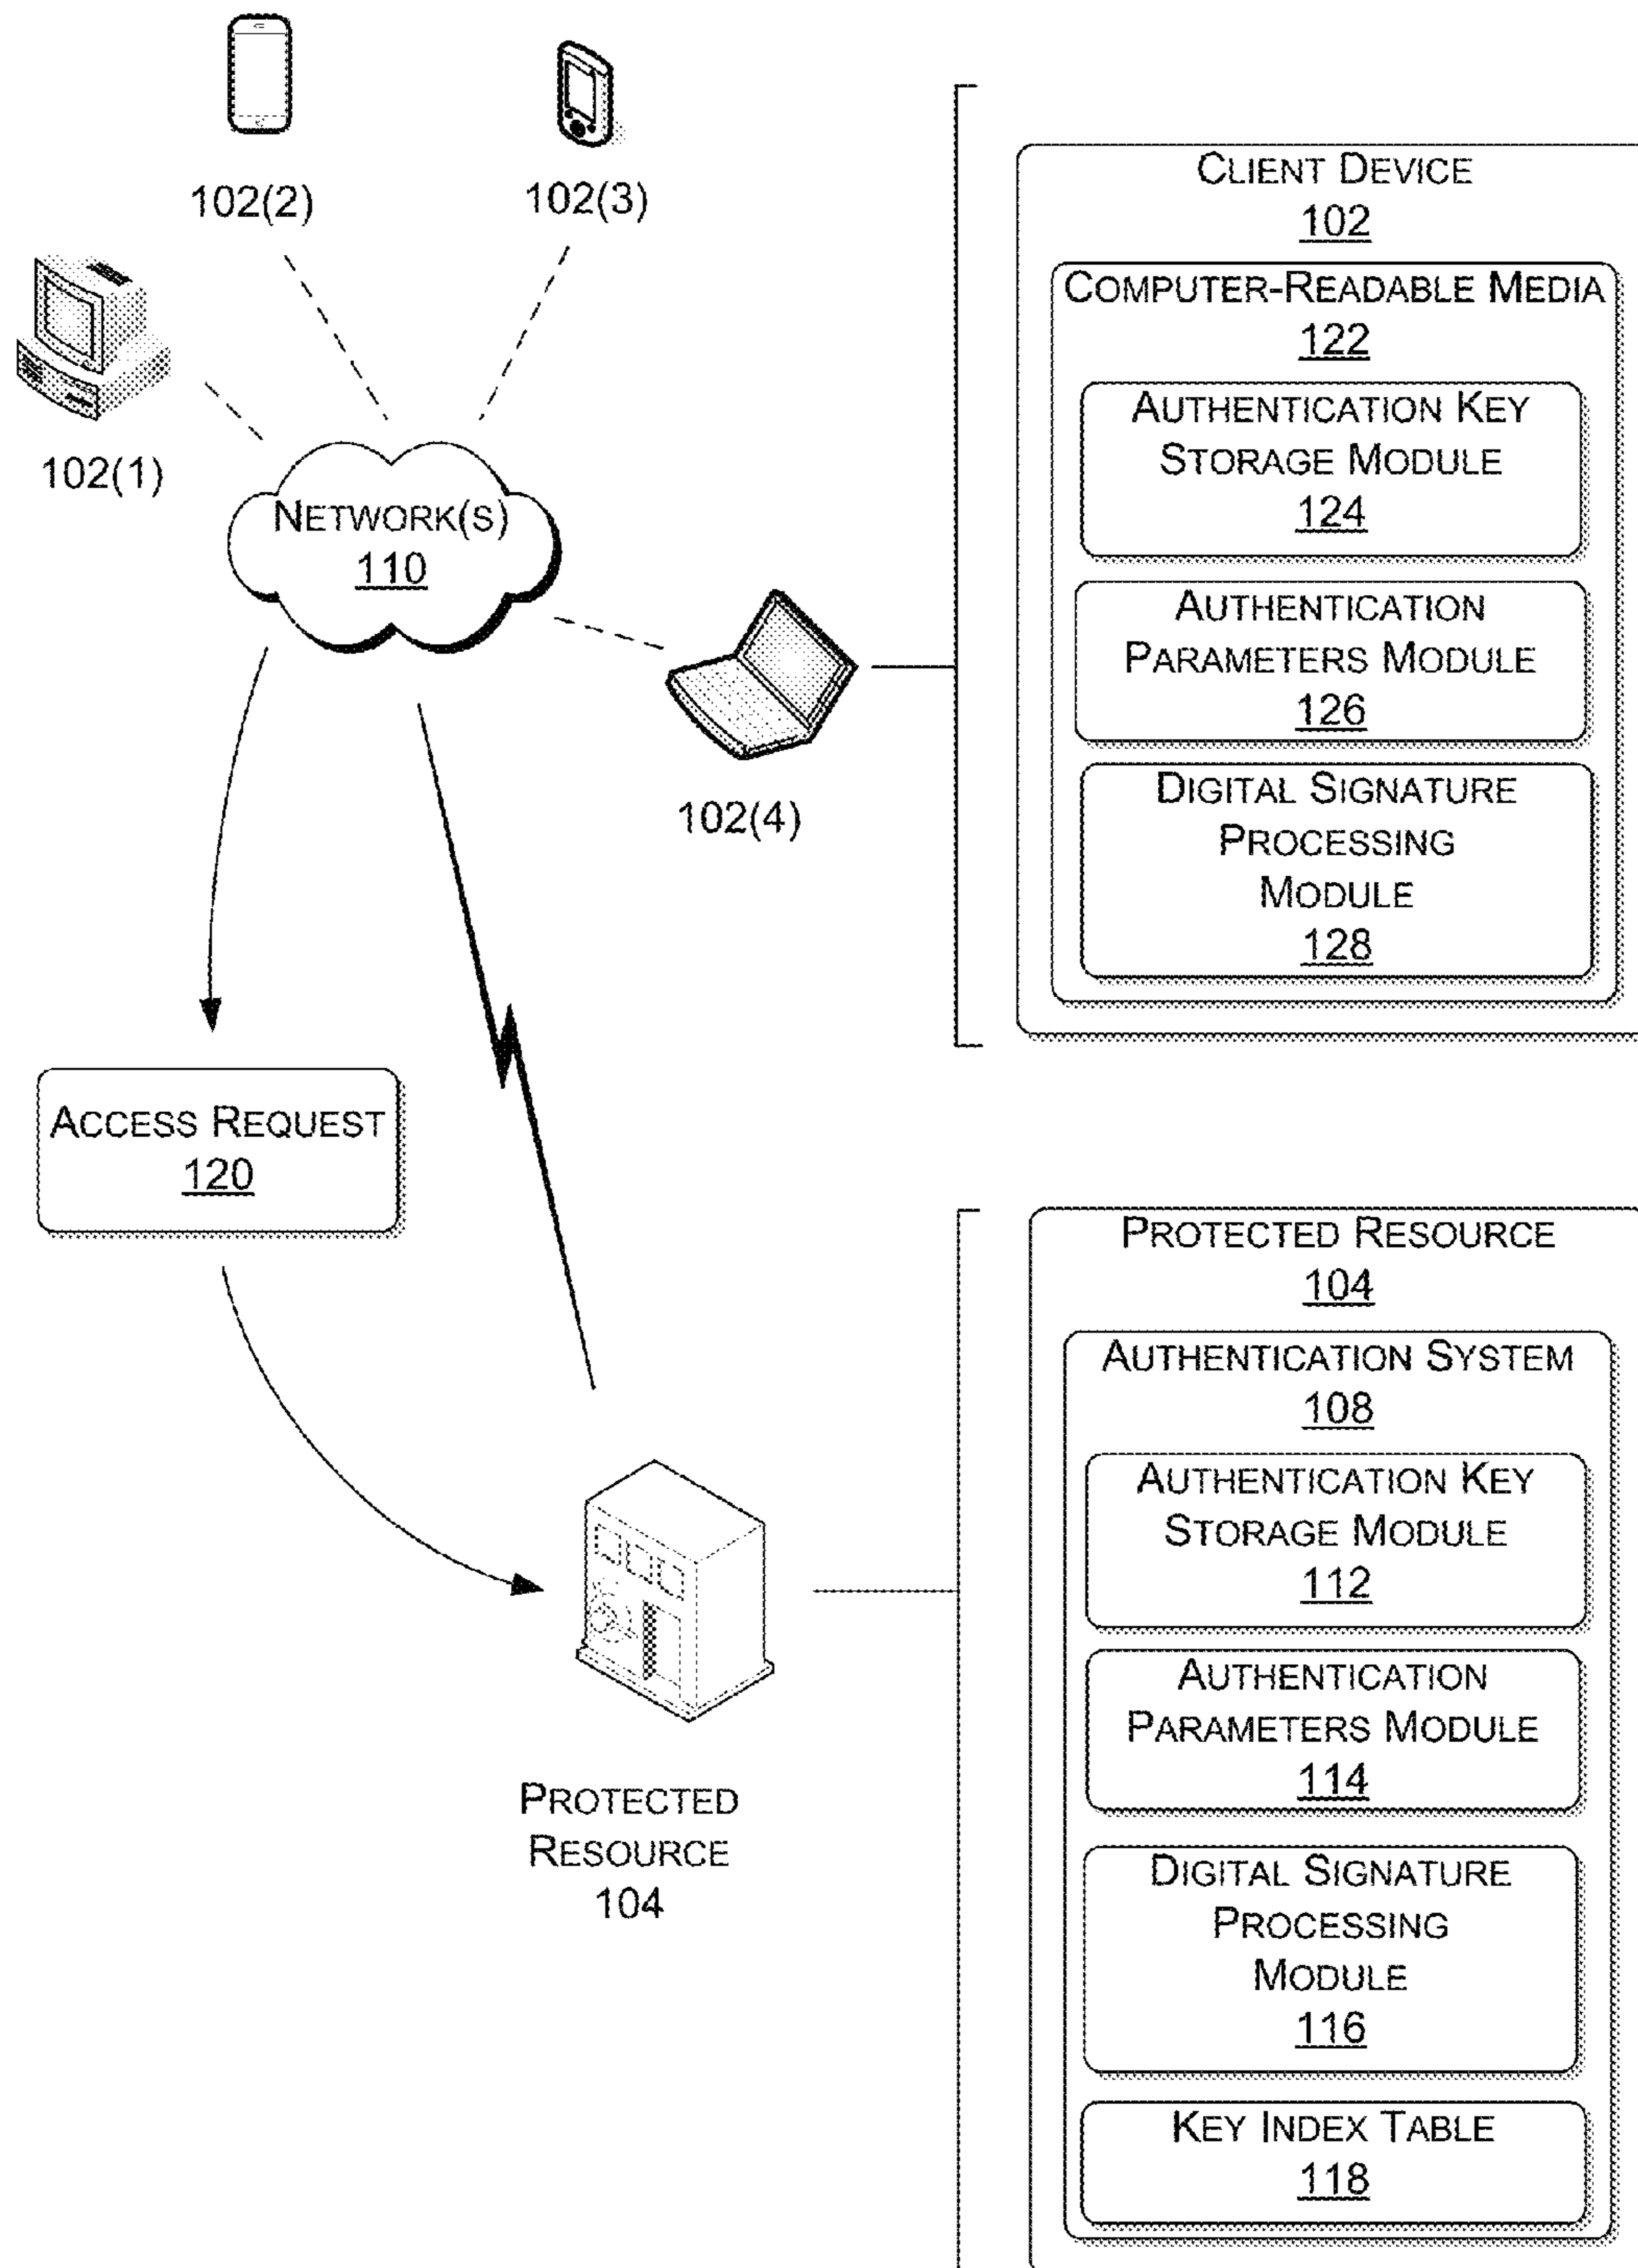 102(2)
102(3)
102(1)
NETWORK(S)
110
102(4)
CLIENT DEVICE
102
COMPUTER-READABLE MEDIA
122
AUTHENTICATION KEY
STORAGE MODULE
124
AUTHENTICATION
PARAMETERS MODULE
126
DIGITAL SIGNATURE
PROCESSING
MODULE
128
ACCESS REQUEST
120
PROTECTED
RESOURCE
104
PROTECTED RESOURCE
104
AUTHENTICATION SYSTEM
108
AUTHENTICATION KEY
STORAGE MODULE
112
AUTHENTICATION
PARAMETERS MODULE
114
DIGITAL SIGNATURE
PROCESSING
MODULE
116
KEY INDEX TABLE
118